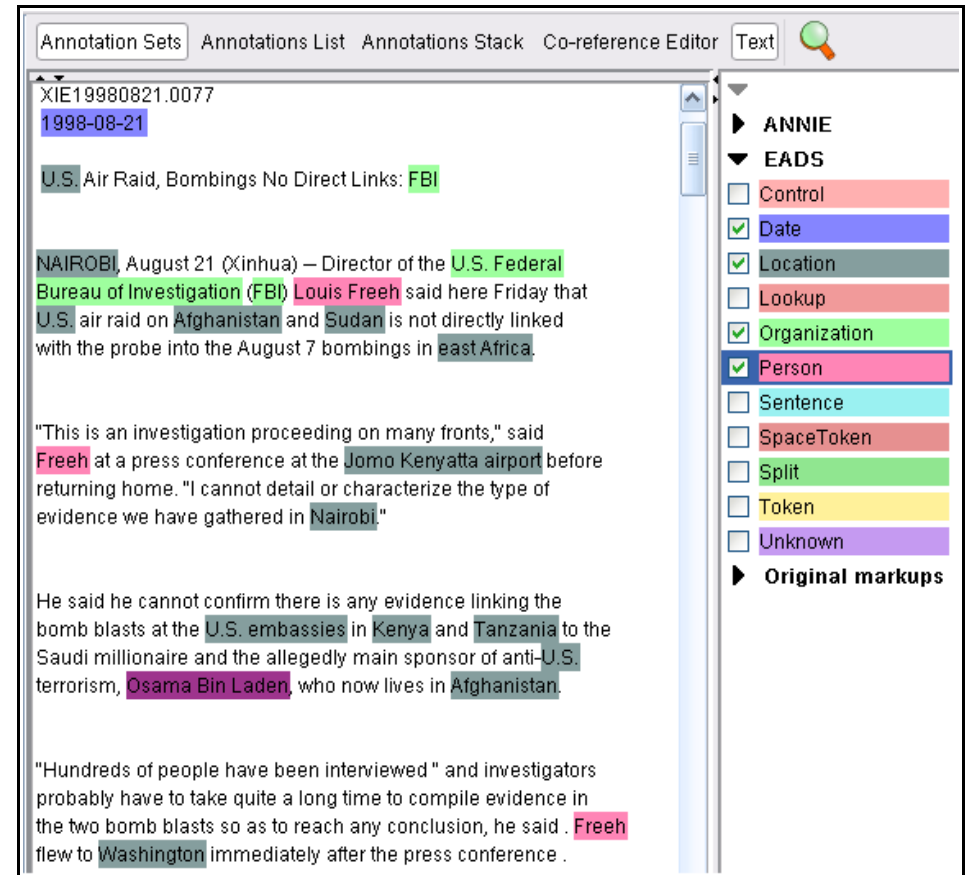 Annotation Sets Annotations List Annotations Stack Co-reference Editor Text
XIE19980821.0077
1998-08-21
U.S. Air Raid, Bombings No Direct Links: FBI
NAIROBI, August 21 (Xinhua) – Director of the U.S. Federal
Bureau of Investigation (FBI) Louis Freeh said here Friday that
U.S. air raid on Afghanistan and Sudan is not directly linked
with the probe into the August 7 bombings in east Africa.
"This is an investigation proceeding on many fronts," said
Freeh at a press conference at the Jomo Kenyatta airport before
returning home. "I cannot detail or characterize the type of
evidence we have gathered in Nairobi."
He said he cannot confirm there is any evidence linking the
bomb blasts at the U.S. embassies in Kenya and Tanzania to the
Saudi millionaire and the allegedly main sponsor of anti-U.S.
terrorism, Osama Bin Laden, who now lives in Afghanistan.
"Hundreds of people have been interviewed " and investigators
probably have to take quite a long time to compile evidence in
the two bomb blasts so as to reach any conclusion, he said . Freeh
flew to Washington immediately after the press conference .
ANNIE
EADS
Control
Date
Location
Lookup
Organization
Person
Sentence
SpaceToken
Split
Token
Unknown
Original markups